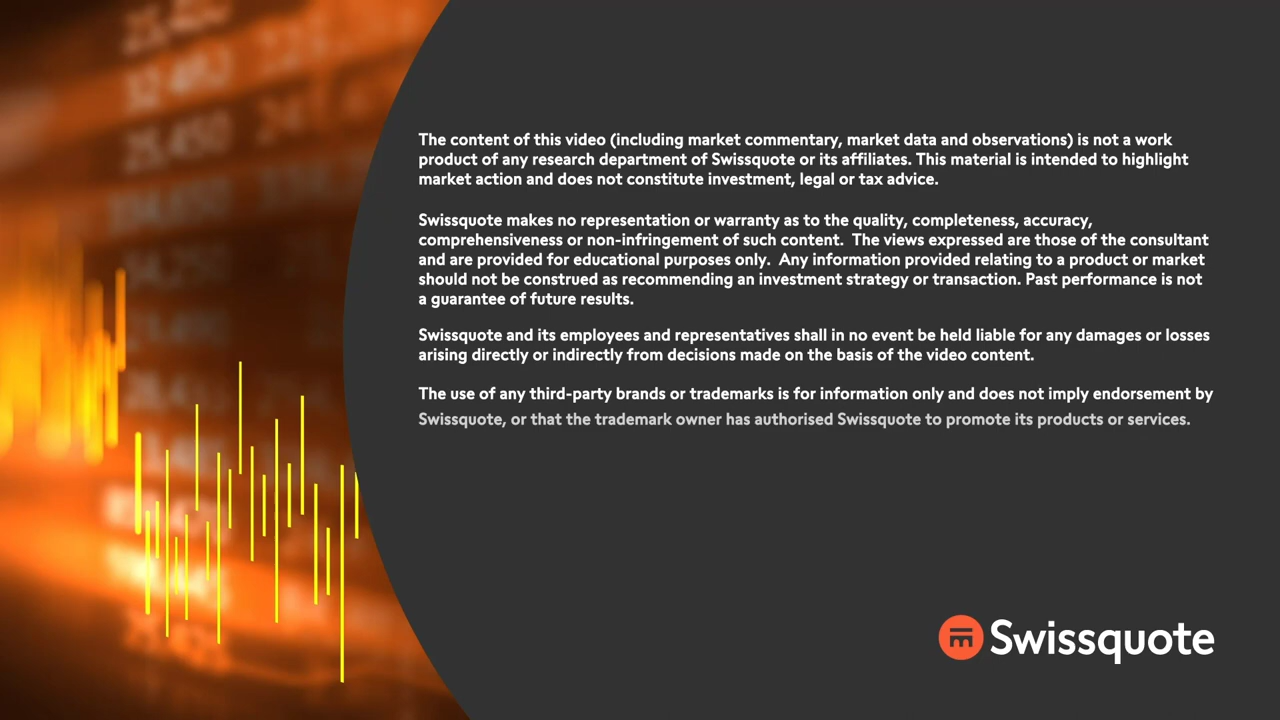 The content of this video (including market commentary, market data and observations) is not a work
product of any research department of Swissquote or its affiliates. This material is intended to highlight
market action and does not constitute investment, legal or tax advice.
Swissquote makes no representation or warranty as to the quality, completeness, accuracy,
comprehensiveness or non-infringement of such content.  The views expressed are those of the consultant
and are provided for educational purposes only.  Any information provided relating to a product or market
should not be construed as recommending an investment strategy or transaction. Past performance is not
a guarantee of future results.
Swissquote and its employees and representatives shall in no event be held liable for any damages or losses
arising directly or indirectly from decisions made on the basis of the video content.
The use of any third-party brands or trademarks is for information only and does not imply endorsement by
Swissquote, or that the trademark owner has authorised Swissquote to promote its products or services.
Swissquote